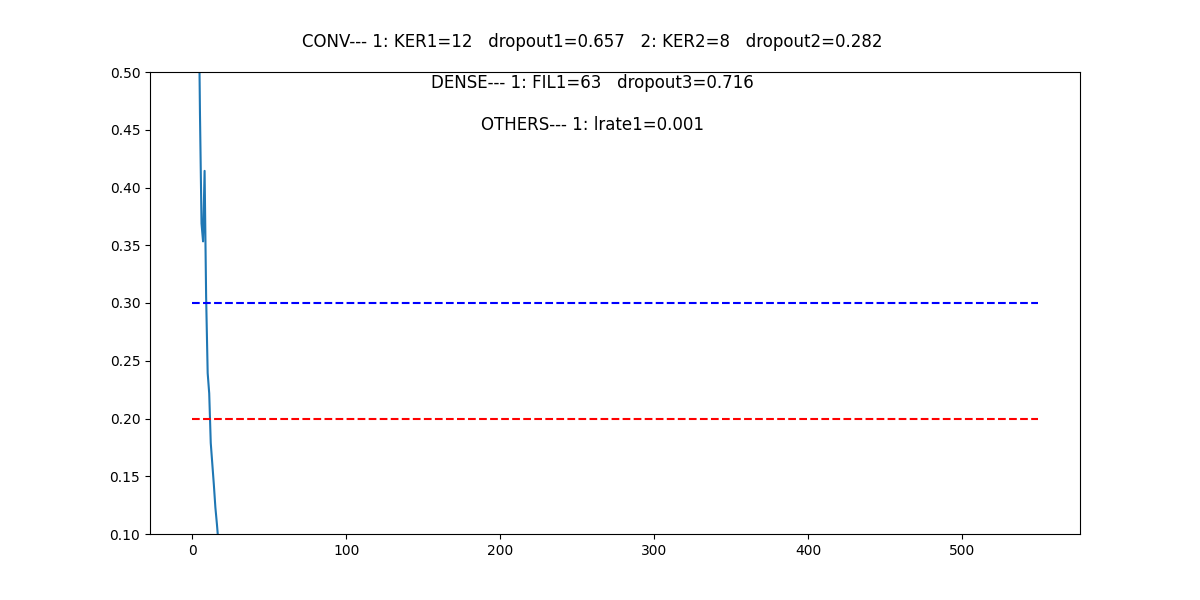 CONV--- 1: KER1=12   dropout1=0.657   2: KER2=8   dropout2=0.282
DENSE--- 1: FIL1=63   dropout3=0.716
OTHERS--- 1: lrate1=0.001
0.50
0.45
0.40
0.35
0.30
0.25
0.20
0.15
0.10
0 100 200 300 400 500